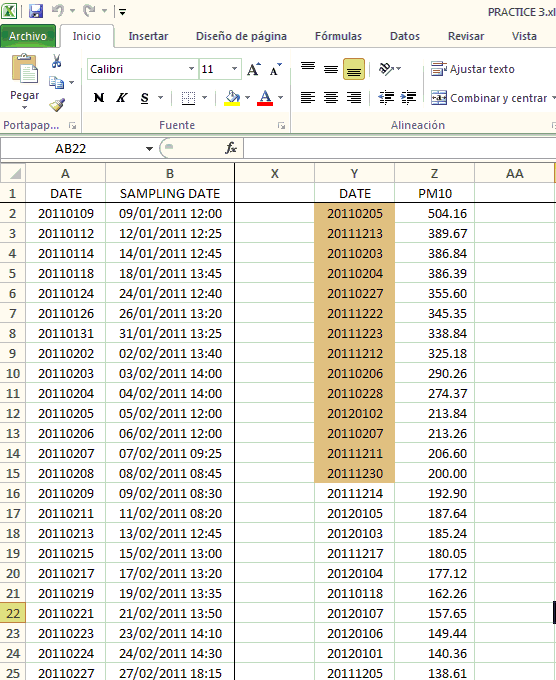 PRACTICE 3.xl
Archivo Inicio Insertar Diseño de página Fórmulas Datos Revisar Vista
Calibri 11 A A Ajustar texto
Pegar N K S A Combinar y centrar
Portapap... Fuente Alineación
AB22 fx
A B X Y Z AA
1 DATE SAMPLING DATE DATE PM10
2 20110109 09/01/2011 12:00 20110205 504.16
3 20110112 12/01/2011 12:25 20111213 389.67
4 20110114 14/01/2011 12:45 20110203 386.84
5 20110118 18/01/2011 13:45 20110204 386.39
6 20110124 24/01/2011 12:40 20110227 355.60
7 20110126 26/01/2011 13:20 20111222 345.35
8 20110131 31/01/2011 13:25 20111223 338.84
9 20110202 02/02/2011 13:40 20111212 325.18
10 20110203 03/02/2011 14:00 20110206 290.26
11 20110204 04/02/2011 14:00 20110228 274.37
12 20110205 05/02/2011 12:00 20120102 213.84
13 20110206 06/02/2011 12:00 20110207 213.26
14 20110207 07/02/2011 09:25 20111211 206.60
15 20110208 08/02/2011 08:45 20111230 200.00
16 20110209 09/02/2011 08:30 20111214 192.90
17 20110211 11/02/2011 08:20 20120105 187.64
18 20110213 13/02/2011 12:45 20120103 185.24
19 20110215 15/02/2011 13:00 20111217 180.05
20 20110217 17/02/2011 13:20 20120104 177.12
21 20110219 19/02/2011 13:35 20110118 162.26
22 20110221 21/02/2011 13:50 20120107 157.65
23 20110223 23/02/2011 14:10 20120106 149.44
24 20110224 24/02/2011 14:30 20120101 140.36
25 20110227 27/02/2011 18:15 20111205 138.61